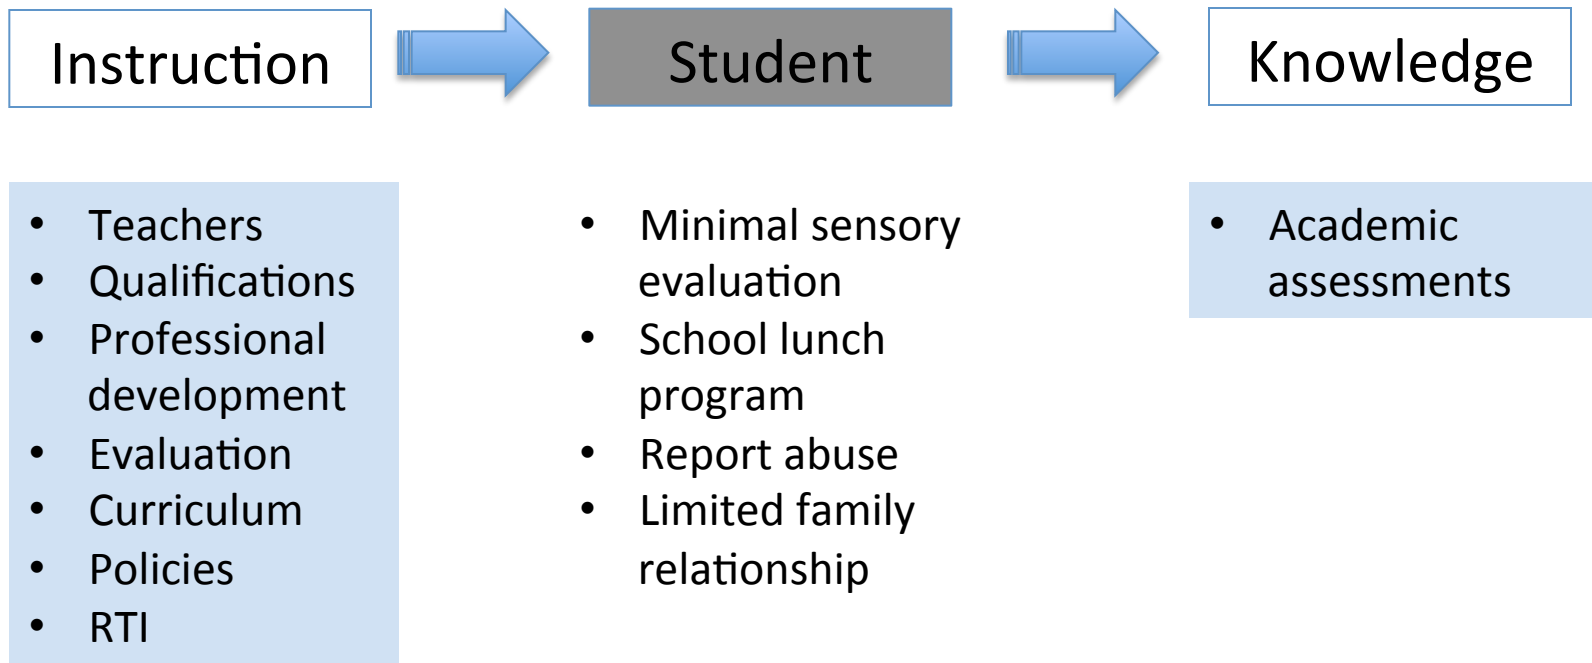 Instruction
Student
Knowledge
• Teachers
• Qualifications
• Professional
development
• Evaluation
• Curriculum
• Policies
• RTI
• Minimal sensory
evaluation
• School lunch
program
• Report abuse
• Limited family
relationship
• Academic
assessments